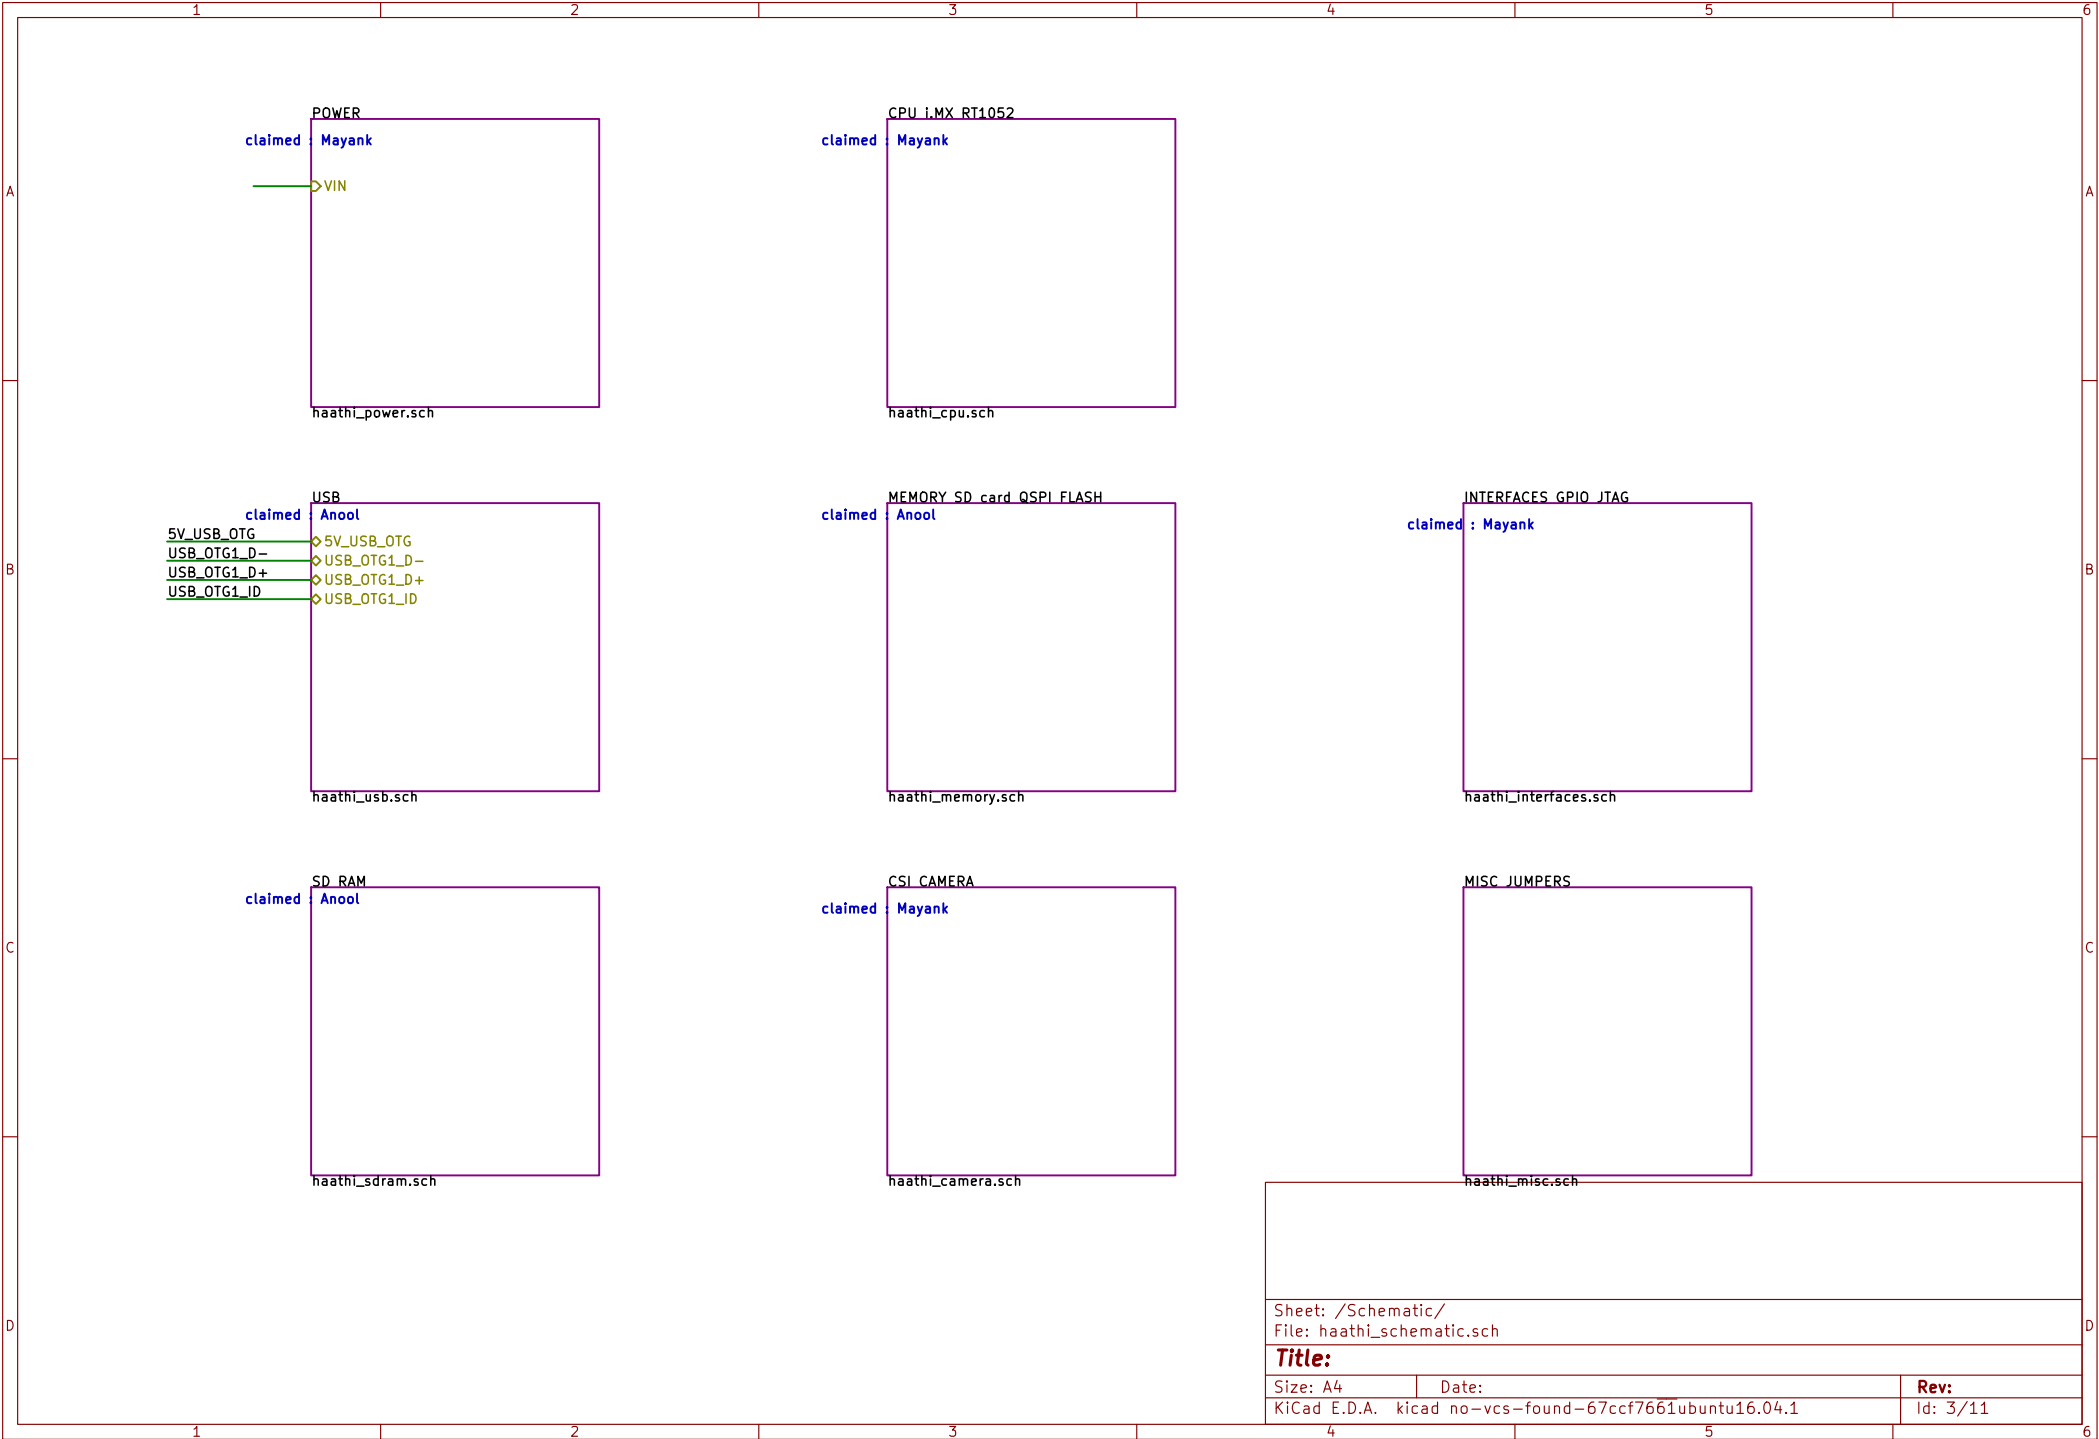 1 2 3 4 5 6
POWER
claimed : Mayank
VIN
haathi_power.sch
CPU i.MX RT1052
claimed : Mayank
haathi_cpu.sch
A A
USB
claimed : Anool
5V_USB_OTG 5V_USB_OTG
USB_OTG1_D- USB_OTG1_D-
USB_OTG1_D+ USB_OTG1_D+
USB_OTG1_ID USB_OTG1_ID
haathi_usb.sch
MEMORY SD card QSPI FLASH
claimed : Anool
haathi_memory.sch
INTERFACES GPIO JTAG
claimed : Mayank
haathi_interfaces.sch
B B
SD RAM
claimed : Anool
haathi_sdram.sch
CSI CAMERA
claimed : Mayank
haathi_camera.sch
MISC JUMPERS
haathi_misc.sch
C C
Sheet: /Schematic/
File: haathi_schematic.sch
D D
Title:
Size: A4 Date: Rev:
KiCad E.D.A. kicad no-vcs-found-67ccf7661ubuntu16.04.1 Id: 3/11
1 2 3 4 5 6